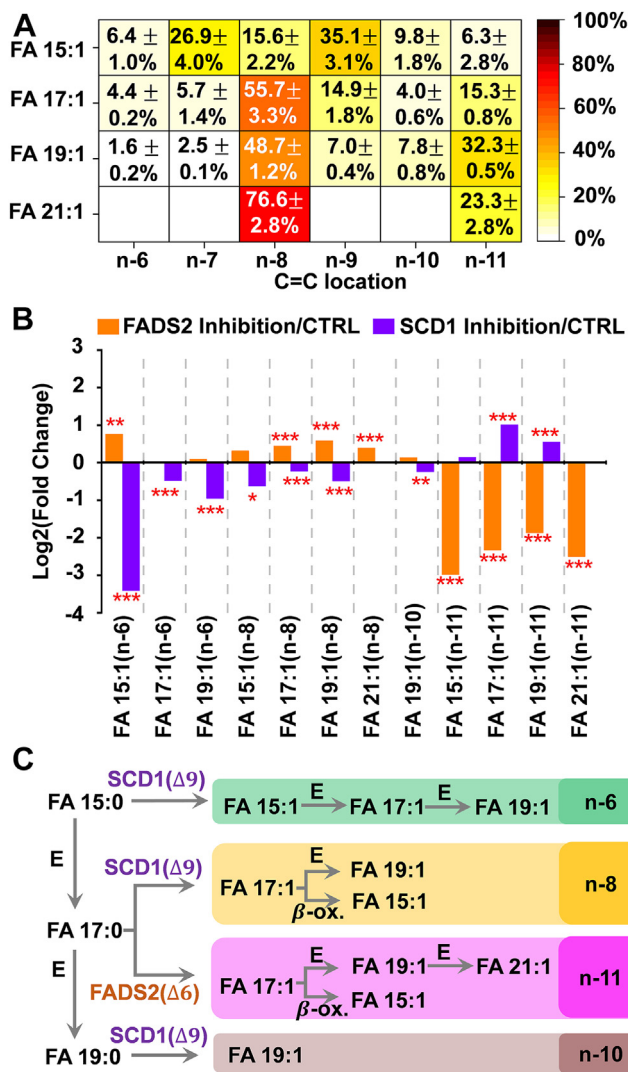 A
FA 15:1
6.4 ± 26.9 ± 15.6 ± 35.1 ± 9.8 ± 6.3 ±
1.0% 4.0% 2.2% 3.1% 1.8% 2.8%
FA 17:1
4.4 ± 5.7 ± 55.7± 14.9 ± 4.0 ± 15.3 ±
0.2% 1.4% 3.3% 1.8% 0.6% 0.8%
FA 19:1
1.6 ± 2.5 ± 48.7± 7.0 ± 7.8 ± 32.3 ±
0.2% 0.1% 1.2% 0.4% 0.8% 0.5%
FA 21:1
76.6± 23.3±
2.8% 2.8%
n-6 n-7 n-8 n-9 n-10 n-11
C=C location
100%
80%
60%
40%
20%
0%
B
FADS2 Inhibition/CTRL SCD1 Inhibition/CTRL
Log2(Fold Change)
3
2
1
0
-1
-2
-3
-4
** *** *** *** *** ***
*** *** * *** *** **
*** *** *** *** ***
FA 15:1(n-6)
FA 17:1(n-6)
FA 19:1(n-6)
FA 15:1(n-8)
FA 17:1(n-8)
FA 19:1(n-8)
FA 21:1(n-8)
FA 19:1(n-10)
FA 15:1(n-11)
FA 17:1(n-11)
FA 19:1(n-11)
FA 21:1(n-11)
C
SCD1(Δ9)
FA 15:0 FA 15:1 E FA 17:1 E FA 19:1 n-6
E
SCD1(Δ9)
FA 17:0 FA 17:1 E FA 19:1 n-8
β-ox. FA 15:1
E
FADS2(Δ6)
FA 17:1 E FA 19:1 E FA 21:1 n-11
β-ox. FA 15:1
SCD1(Δ9)
FA 19:0 FA 19:1 n-10